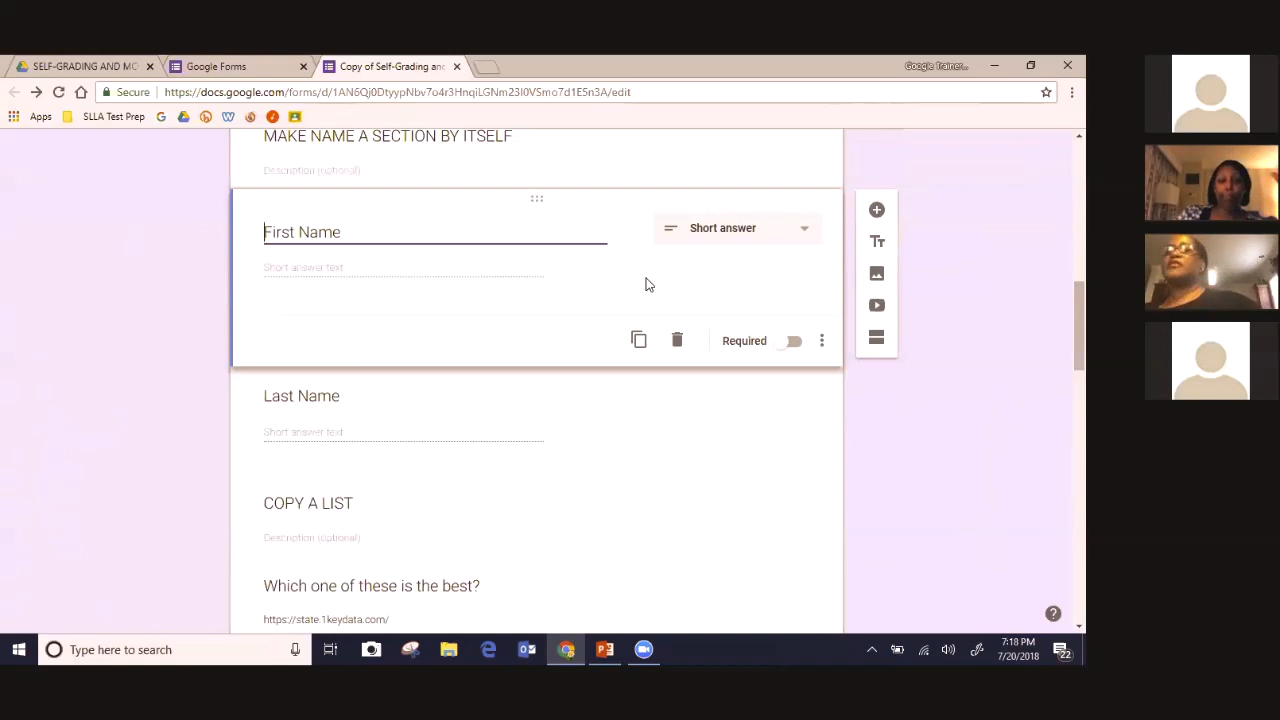 SELF-GRADING AND MO
Google Forms
Copy of Self-Grading anc
Google Trainer...
Secure
https://docs.google.com/forms/d/1AN6Qj0DtyypNbv7o4r3HnqiLGNm23I0VSmo7d1E5n3A/edit
Apps
SLLA Test Prep
MAKE NAME A SECTION BY ITSELF
Description (optional)
First Name
Short answer
Short answer text
Required
Last Name
Short answer text
COPY A LIST
Description (optional)
Which one of these is the best?
https://state.1keydata.com/
Type here to search
7:18 PM
7/20/2018
22